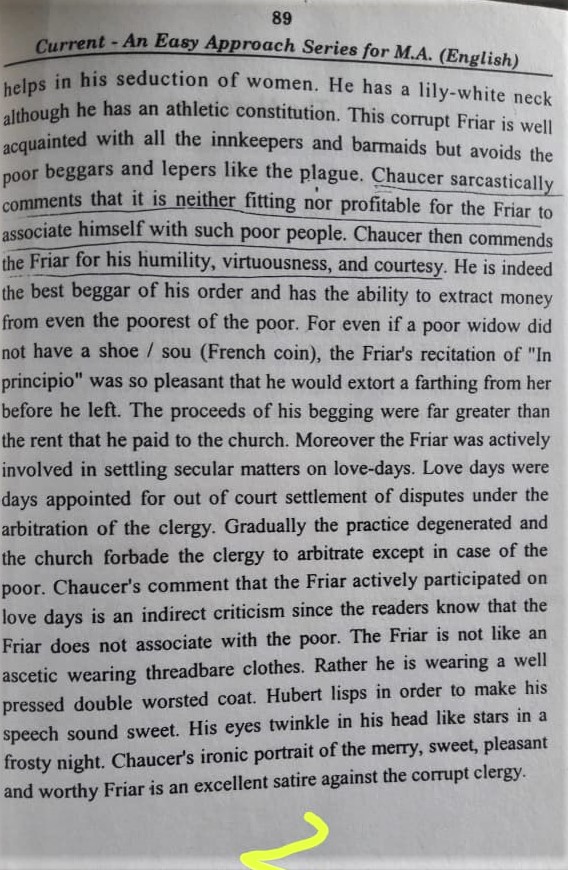 89
Current - An Easy Approach Series for M.A. (English)
helps in his seduction of women. He has a lily-white neck
although he has an athletic constitution. This corrupt Friar is well
acquainted with all the innkeepers and barmaids but avoids the
poor beggars and lepers like the plague. Chaucer sarcastically
comments that it is neither fitting nor profitable for the Friar to
associate himself with such poor people. Chaucer then commends
the Friar for his humility, virtuousness, and courtesy. He is indeed
the best beggar of his order and has the ability to extract money
from even the poorest of the poor. For even if a poor widow did
not have a shoe / sou (French coin), the Friar's recitation of "In
principio" was so pleasant that he would extort a farthing from her
before he left. The proceeds of his begging were far greater than
the rent that he paid to the church. Moreover the Friar was actively
involved in settling secular matters on love-days. Love days were
days appointed for out of court settlement of disputes under the
arbitration of the clergy. Gradually the practice degenerated and
the church forbade the clergy to arbitrate except in case of the
poor. Chaucer's comment that the Friar actively participated on
love days is an indirect criticism since the readers know that the
Friar does not associate with the poor. The Friar is not like an
ascetic wearing threadbare clothes. Rather he is wearing a well
pressed double worsted coat. Hubert lisps in order to make his
speech sound sweet. His eyes twinkle in his head like stars in a
frosty night. Chaucer's ironic portrait of the merry, sweet, pleasant
and worthy Friar is an excellent satire against the corrupt clergy.